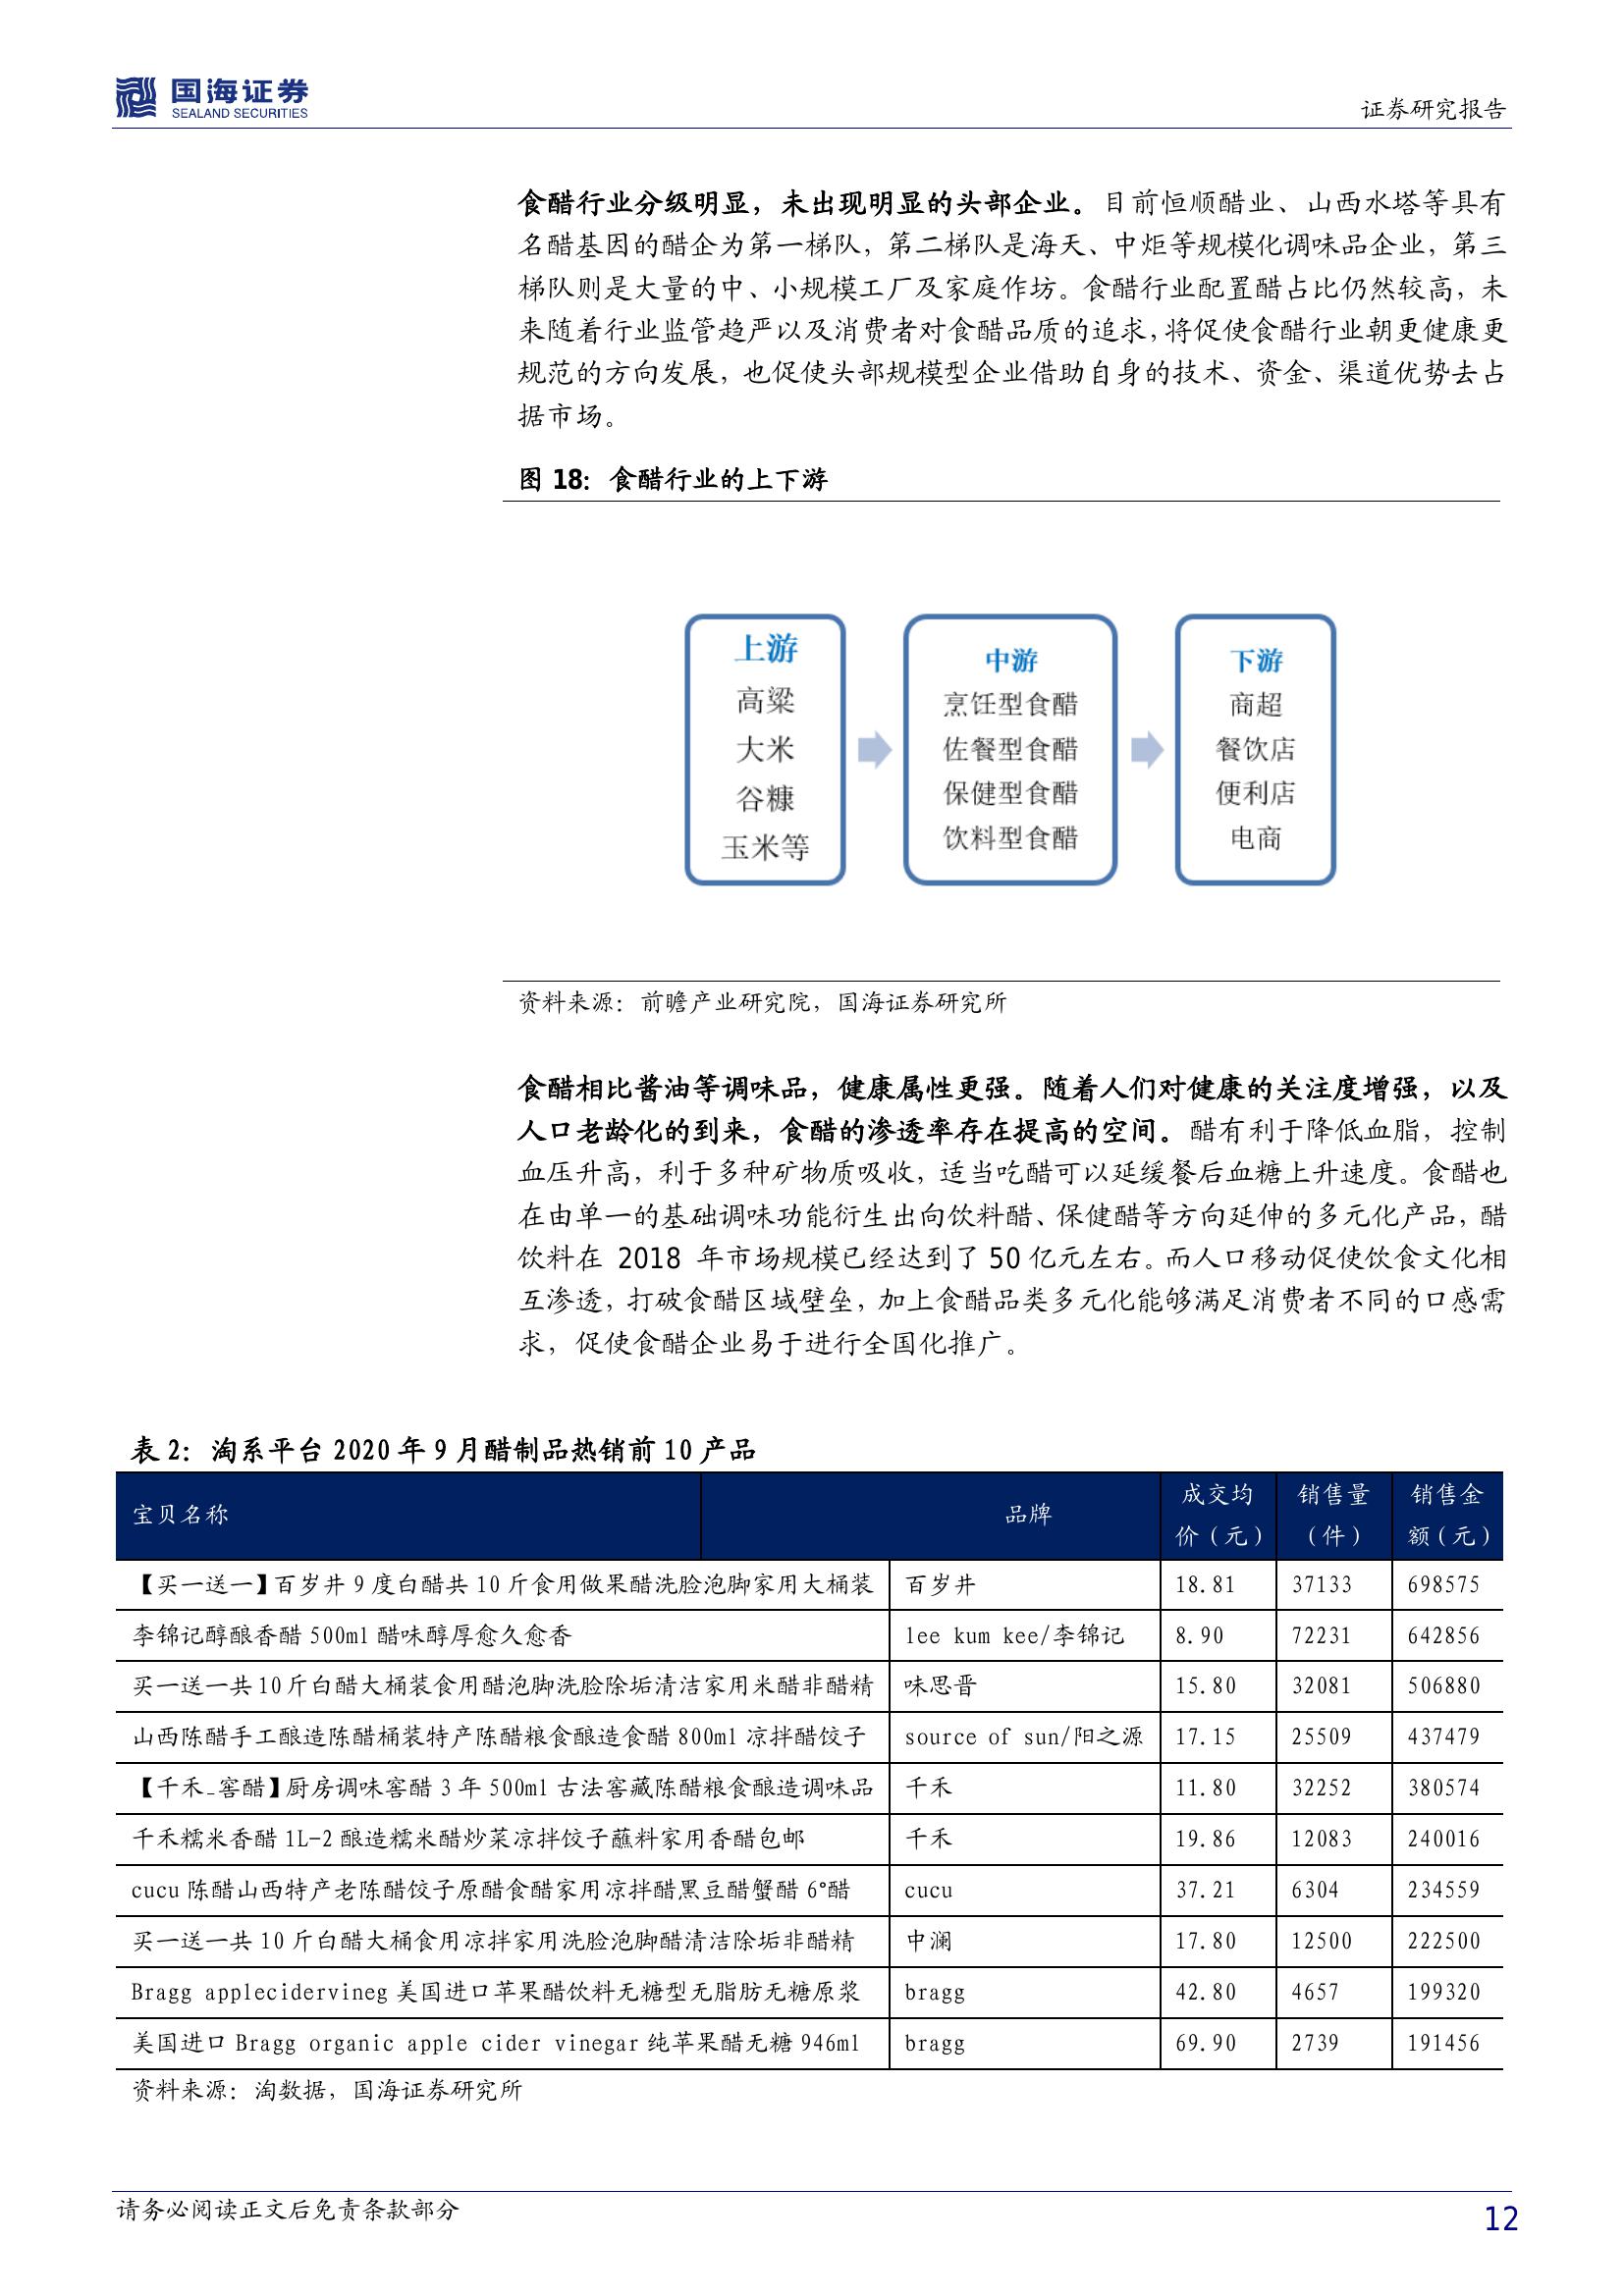 国海证券
SEALAND SECURITIES
证券研究报告
食醋行业分级明显，未出现明显的头部企业。目前恒顺醋业、山西水塔等具有
名醋基因的醋企为第一梯队，第二梯队是海天、中炬等规模化调味品企业，第三
梯队则是大量的中、小规模工厂及家庭作坊。食醋行业配置醋占比仍然较高，未
来随着行业监管趋严以及消费者对食醋品质的追求，将促使食醋行业朝更健康更
规范的方向发展，也促使头部规模型企业借助自身的技术、资金、渠道优势去占
据市场。
图 18：食醋行业的上下游
上游
高粱
大米
谷糠
玉米等
中游
烹饪型食醋
佐餐型食醋
保健型食醋
饮料型食醋
下游
商超
餐饮店
便利店
电商
资料来源：前瞻产业研究院，国海证券研究所
食醋相比酱油等调味品，健康属性更强。随着人们对健康的关注度增强，以及
人口老龄化的到来，食醋的渗透率存在提高的空间。醋有利于降低血脂，控制
血压升高，利于多种矿物质吸收，适当吃醋可以延缓餐后血糖上升速度。食醋也
在由单一的基础调味功能衍生出向饮料醋、保健醋等方向延伸的多元化产品，醋
饮料在 2018 年市场规模已经达到了 50 亿元左右。而人口移动促使饮食文化相
互渗透，打破食醋区域壁垒，加上食醋品类多元化能够满足消费者不同的口感需
求，促使食醋企业易于进行全国化推广。
表 2：淘系平台 2020 年 9 月醋制品热销前 10 产品
宝贝名称 品牌 成交均价（元） 销售量（件） 销售金额（元）
【买一送一】百岁井 9 度白醋共 10 斤食用做果醋洗脸泡脚家用大桶装 百岁井 18.81 37133 698575
李锦记醇酿香醋 500ml 醋味醇厚愈久愈香 lee kum kee/李锦记 8.90 72231 642856
买一送一共 10 斤白醋大桶装食用醋泡脚洗脸除垢清洁家用米醋非醋精 味思晋 15.80 32081 506880
山西陈醋手工酿造陈醋桶装特产陈醋粮食酿造食醋 800ml 凉拌醋饺子 source of sun/阳之源 17.15 25509 437479
【千禾_窖醋】厨房调味窖醋 3 年 500ml 古法窖藏陈醋粮食酿造调味品 千禾 11.80 32252 380574
千禾糯米香醋 1L-2 酿造糯米醋炒菜凉拌饺子蘸料家用香醋包邮 千禾 19.86 12083 240016
cucu 陈醋山西特产老陈醋饺子原醋食醋家用凉拌醋黑豆醋蟹醋 6°醋 cucu 37.21 6304 234559
买一送一共 10 斤白醋大桶食用凉拌家用洗脸泡脚醋清洁除垢非醋精 中澜 17.80 12500 222500
Bragg applecidervineg 美国进口苹果醋饮料无糖型无脂肪无糖原浆 bragg 42.80 4657 199320
美国进口 Bragg organic apple cider vinegar 纯苹果醋无糖 946ml bragg 69.90 2739 191456
资料来源：淘数据，国海证券研究所
请务必阅读正文后免责条款部分
12